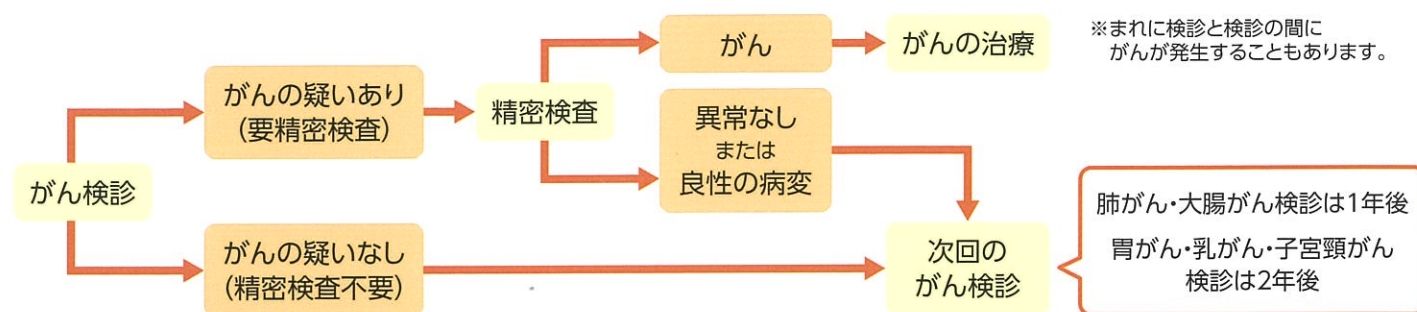 がん検診
がんの疑いあり
(要精密検査)
がんの疑いなし
(精密検査不要)
精密検査
がん
がんの治療
異常なし
または
良性の病変
次回の
がん検診
※まれに検診と検診の間に
がんが発生することもあります。
肺がん・大腸がん検診は1年後
胃がん・乳がん・子宮頸がん
検診は2年後